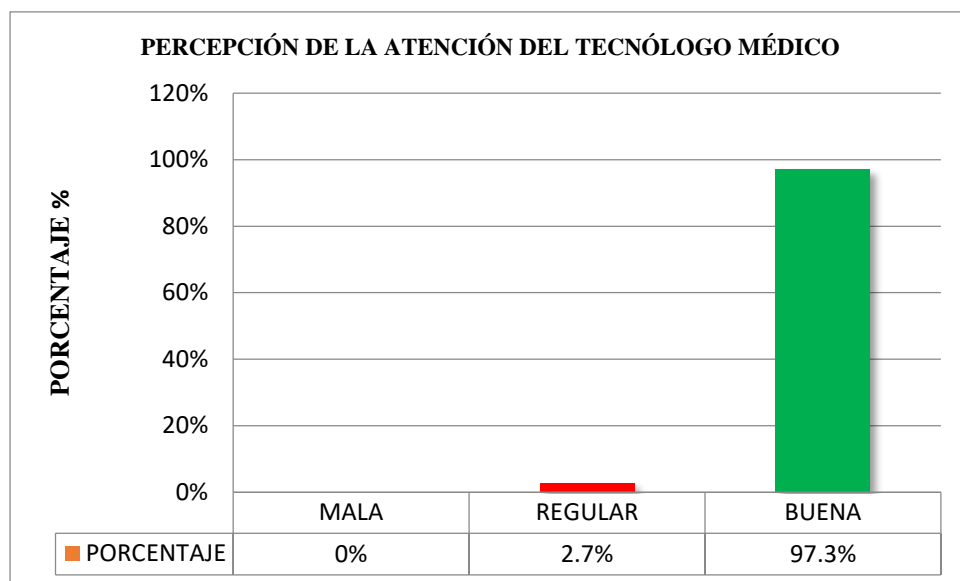 PERCEPCIÓN DE LA ATENCIÓN DEL TECNÓLOGO MÉDICO
PORCENTAJE %
120%
100%
80%
60%
40%
20%
0%
MALA REGULAR BUENA
PORCENTAJE 0% 2.7% 97.3%